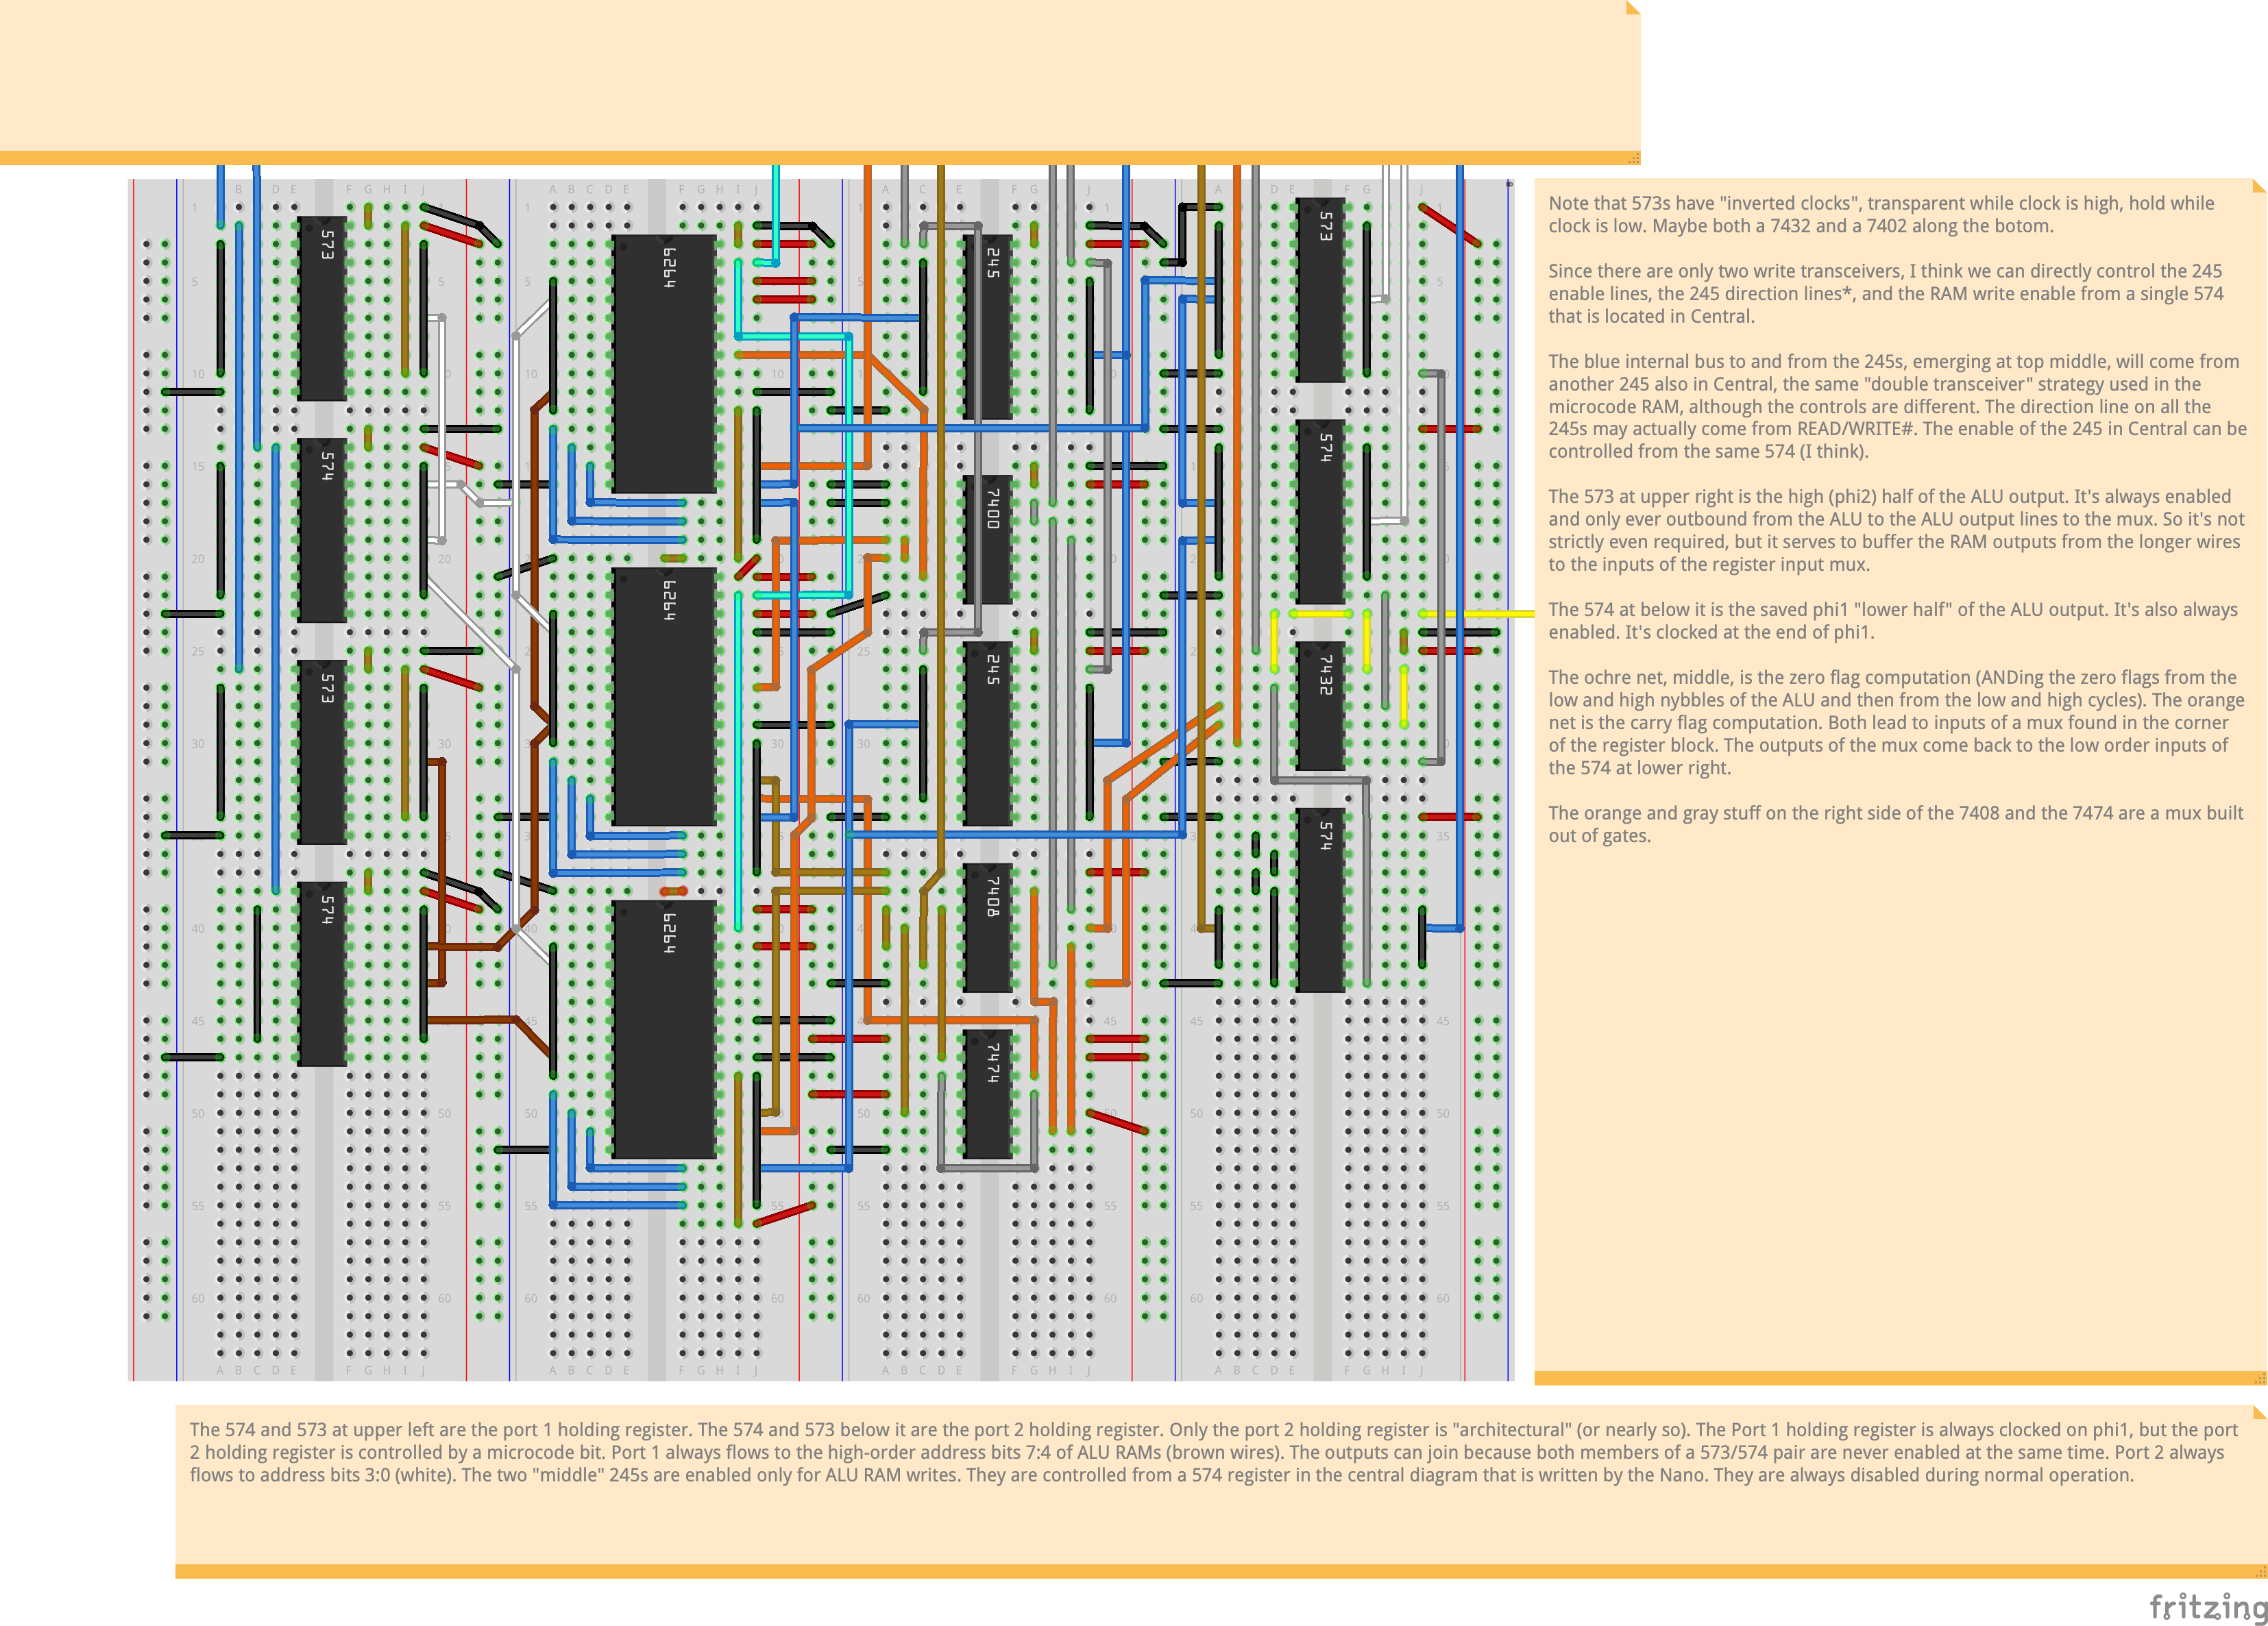 Note that 573s have "inverted clocks", transparent while clock is high, hold while
clock is low. Maybe both a 7432 and a 7402 along the botom.
Since there are only two write transceivers, I think we can directly control the 245
enable lines, the 245 direction lines*, and the RAM write enable from a single 574
that is located in Central.
The blue internal bus to and from the 245s, emerging at top middle, will come from
another 245 also in Central, the same "double transceiver" strategy used in the
microcode RAM, although the controls are different. The direction line on all the
245s may actually come from READ/WRITE#. The enable of the 245 in Central can be
controlled from the same 574 (I think).
The 573 at upper right is the high (phi2) half of the ALU output. It's always enabled
and only ever outbound from the ALU to the ALU output lines to the mux. So it's not
strictly even required, but it serves to buffer the RAM outputs from the longer wires
to the inputs of the register input mux.
The 574 at below it is the saved phi1 "lower half" of the ALU output. It's also always
enabled. It's clocked at the end of phi1.
The ochre net, middle, is the zero flag computation (ANDing the zero flags from the
low and high nybbles of the ALU and then from the low and high cycles). The orange
net is the carry flag computation. Both lead to inputs of a mux found in the corner
of the register block. The outputs of the mux come back to the low order inputs of
the 574 at lower right.
The orange and gray stuff on the right side of the 7408 and the 7474 are a mux built
out of gates.
573
574
573
574
6264
6264
6264
245
7400
245
7408
7474
573
574
7432
574
The 574 and 573 at upper left are the port 1 holding register. The 574 and 573 below it are the port 2 holding register. Only the port 2 holding register is "architectural" (or nearly so). The Port 1 holding register is always clocked on phi1, but the port
2 holding register is controlled by a microcode bit. Port 1 always flows to the high-order address bits 7:4 of ALU RAMs (brown wires). The outputs can join because both members of a 573/574 pair are never enabled at the same time. Port 2 always
flows to address bits 3:0 (white). The two "middle" 245s are enabled only for ALU RAM writes. They are controlled from a 574 register in the central diagram that is written by the Nano. They are always disabled during normal operation.
fritzing